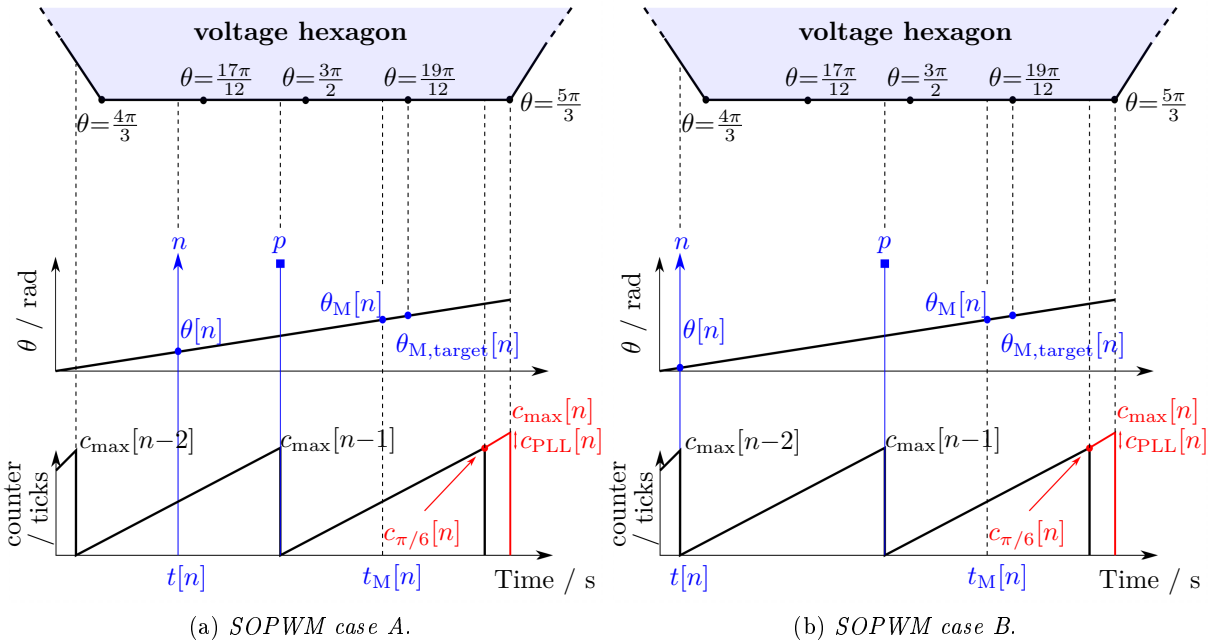 voltage hexagon
θ=17π/12
θ=3π/2
θ=19π/12
θ=4π/3
θ=5π/3
n
p
θ / rad
θ[n]
θ_M[n]
θ_M,target[n]
c_max[n−2]
c_max[n−1]
c_max[n]
c_PLL[n]
c_π/6[n]
counter / ticks
t[n]
t_M[n]
Time / s
(a) SOPWM case A.
voltage hexagon
θ=17π/12
θ=3π/2
θ=19π/12
θ=4π/3
θ=5π/3
n
p
θ / rad
θ[n]
θ_M[n]
θ_M,target[n]
c_max[n−2]
c_max[n−1]
c_max[n]
c_PLL[n]
c_π/6[n]
counter / ticks
t[n]
t_M[n]
Time / s
(b) SOPWM case B.